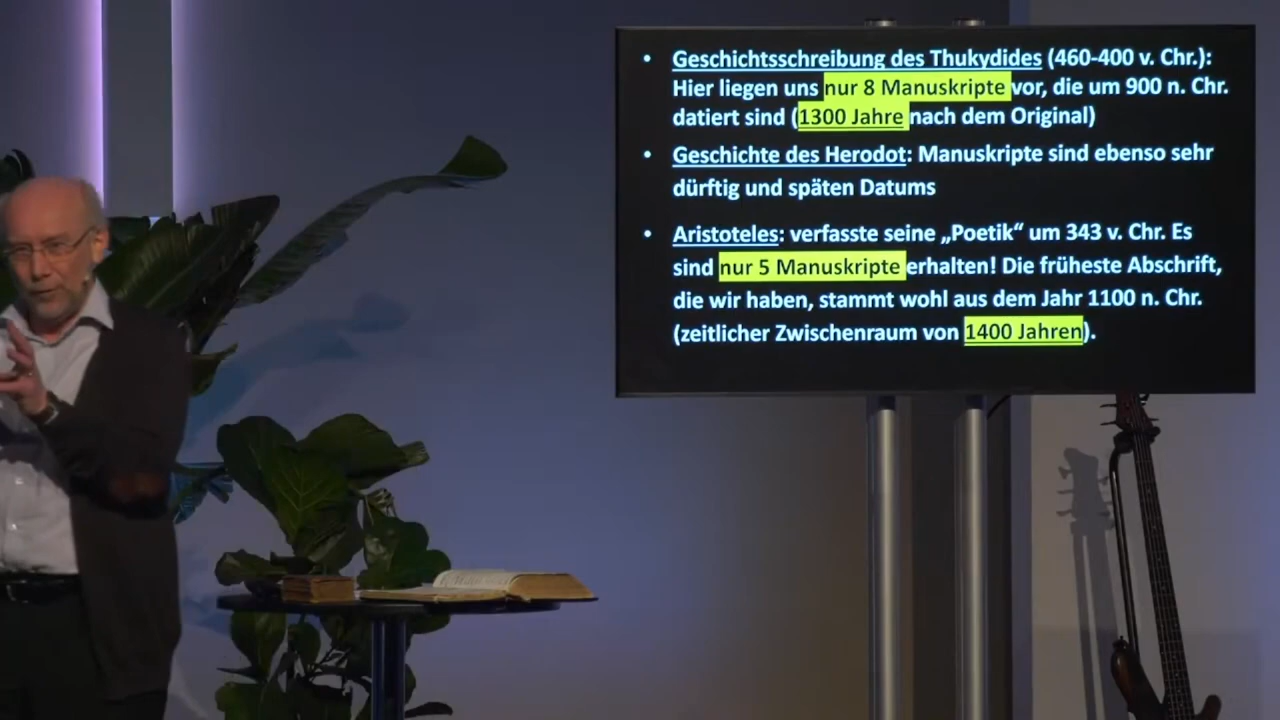 • Geschichtsschreibung des Thukydides (460-400 v. Chr.):
Hier liegen uns nur 8 Manuskripte vor, die um 900 n. Chr.
datiert sind (1300 Jahre nach dem Original)
• Geschichte des Herodot: Manuskripte sind ebenso sehr
dürftig und späten Datums
• Aristoteles: verfasste seine „Poetik“ um 343 v. Chr. Es
sind nur 5 Manuskripte erhalten! Die früheste Abschrift,
die wir haben, stammt wohl aus dem Jahr 1100 n. Chr.
(zeitlicher Zwischenraum von 1400 Jahren).